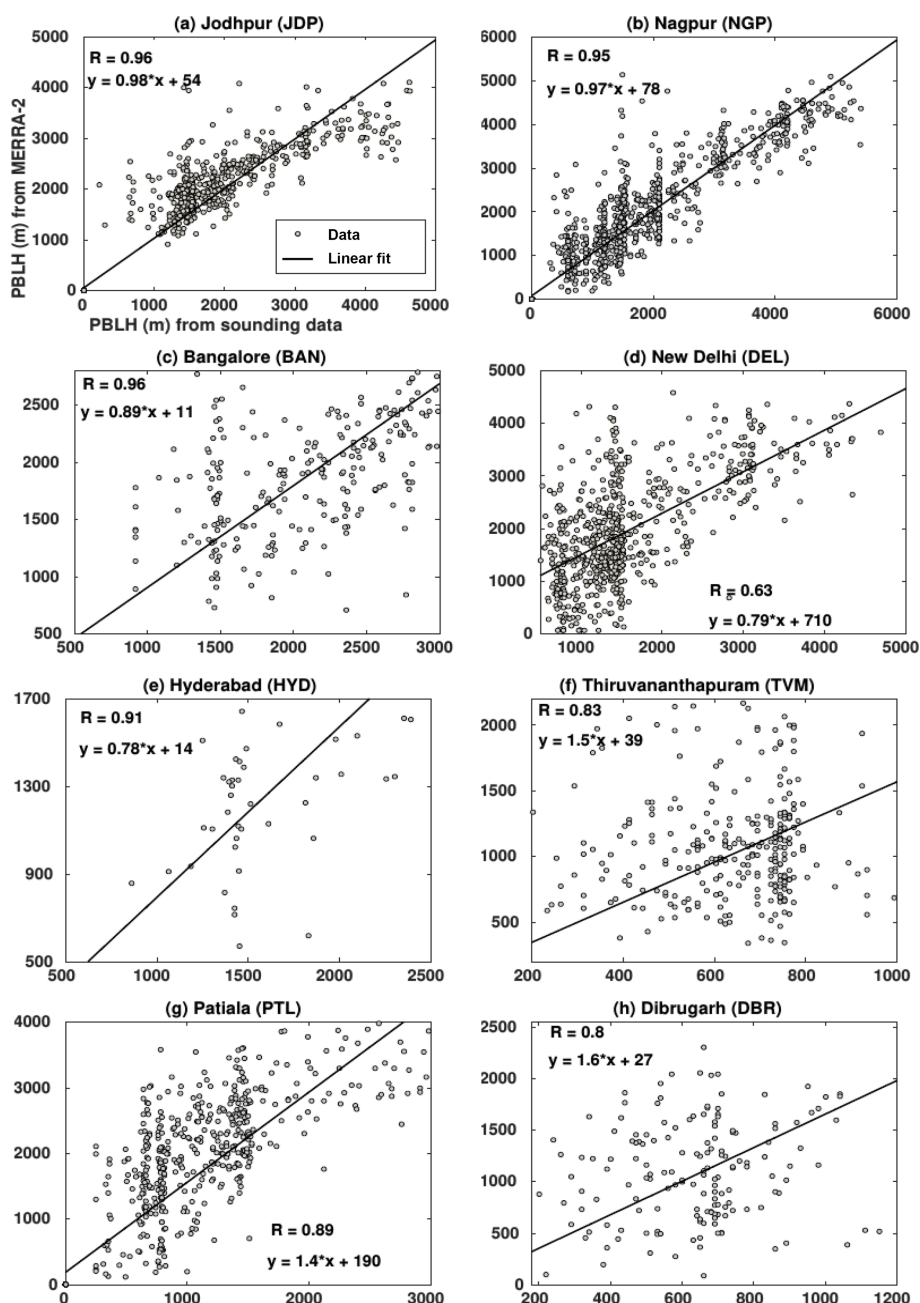 (a) Jodhpur (JDP)
R = 0.96
y = 0.98*x + 54
5000
4000
3000
2000
1000
0
PBLH (m) from MERRA-2
Data
Linear fit
0 1000 2000 3000 4000 5000
PBLH (m) from sounding data
(b) Nagpur (NGP)
R = 0.95
y = 0.97*x + 78
6000
5000
4000
3000
2000
1000
0
0 2000 4000 6000
(c) Bangalore (BAN)
R = 0.96
y = 0.89*x + 11
2500
2000
1500
1000
500
500 1000 1500 2000 2500 3000
(d) New Delhi (DEL)
5000
4000
3000
2000
1000
0
R = 0.63
y = 0.79*x + 710
1000 2000 3000 4000 5000
(e) Hyderabad (HYD)
R = 0.91
y = 0.78*x + 14
1700
1300
900
500
500 1000 1500 2000 2500
(f) Thiruvananthapuram (TVM)
R = 0.83
y = 1.5*x + 39
2000
1500
1000
500
200 400 600 800 1000
(g) Patiala (PTL)
4000
3000
2000
1000
0
R = 0.89
y = 1.4*x + 190
0 1000 2000 3000
(h) Dibrugarh (DBR)
R = 0.8
y = 1.6*x + 27
2500
2000
1500
1000
500
0
200 400 600 800 1000 1200